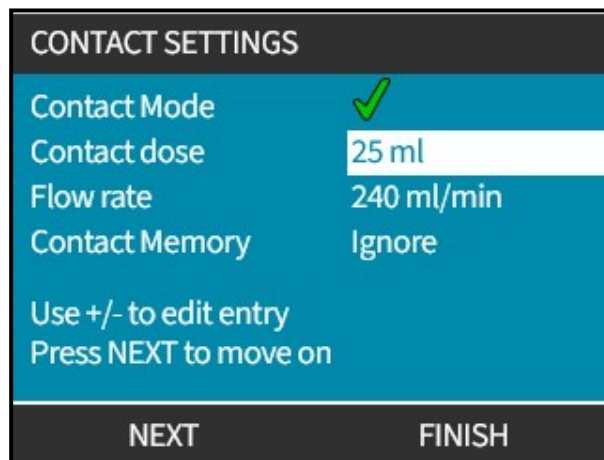 CONTACT SETTINGS
Contact Mode
Contact dose 25 ml
Flow rate 240 ml/min
Contact Memory Ignore
Use +/- to edit entry
Press NEXT to move on
NEXT FINISH